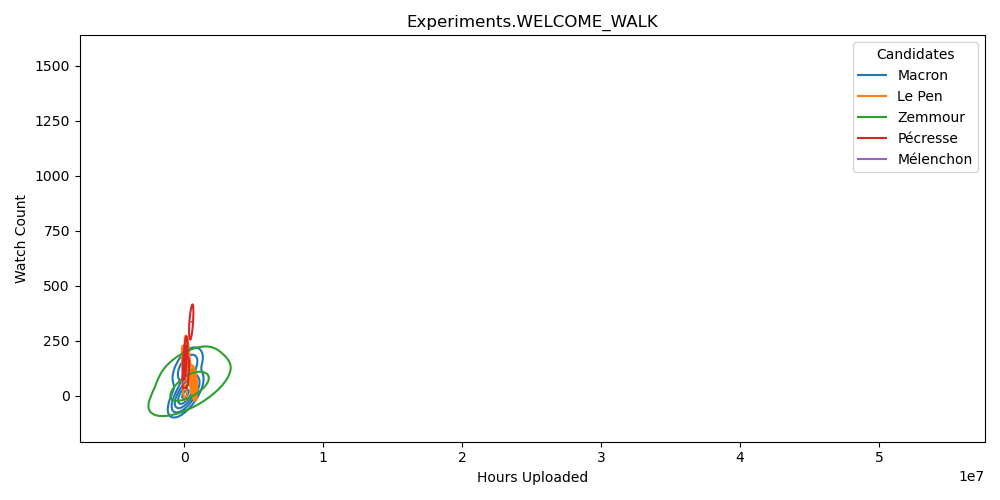 Experiments.WELCOME_WALK
Candidates
Macron
Le Pen
Zemmour
Pécresse
Mélenchon
Watch Count
1500
1250
1000
750
500
250
0
0 1 2 3 4 5
1e7
Hours Uploaded